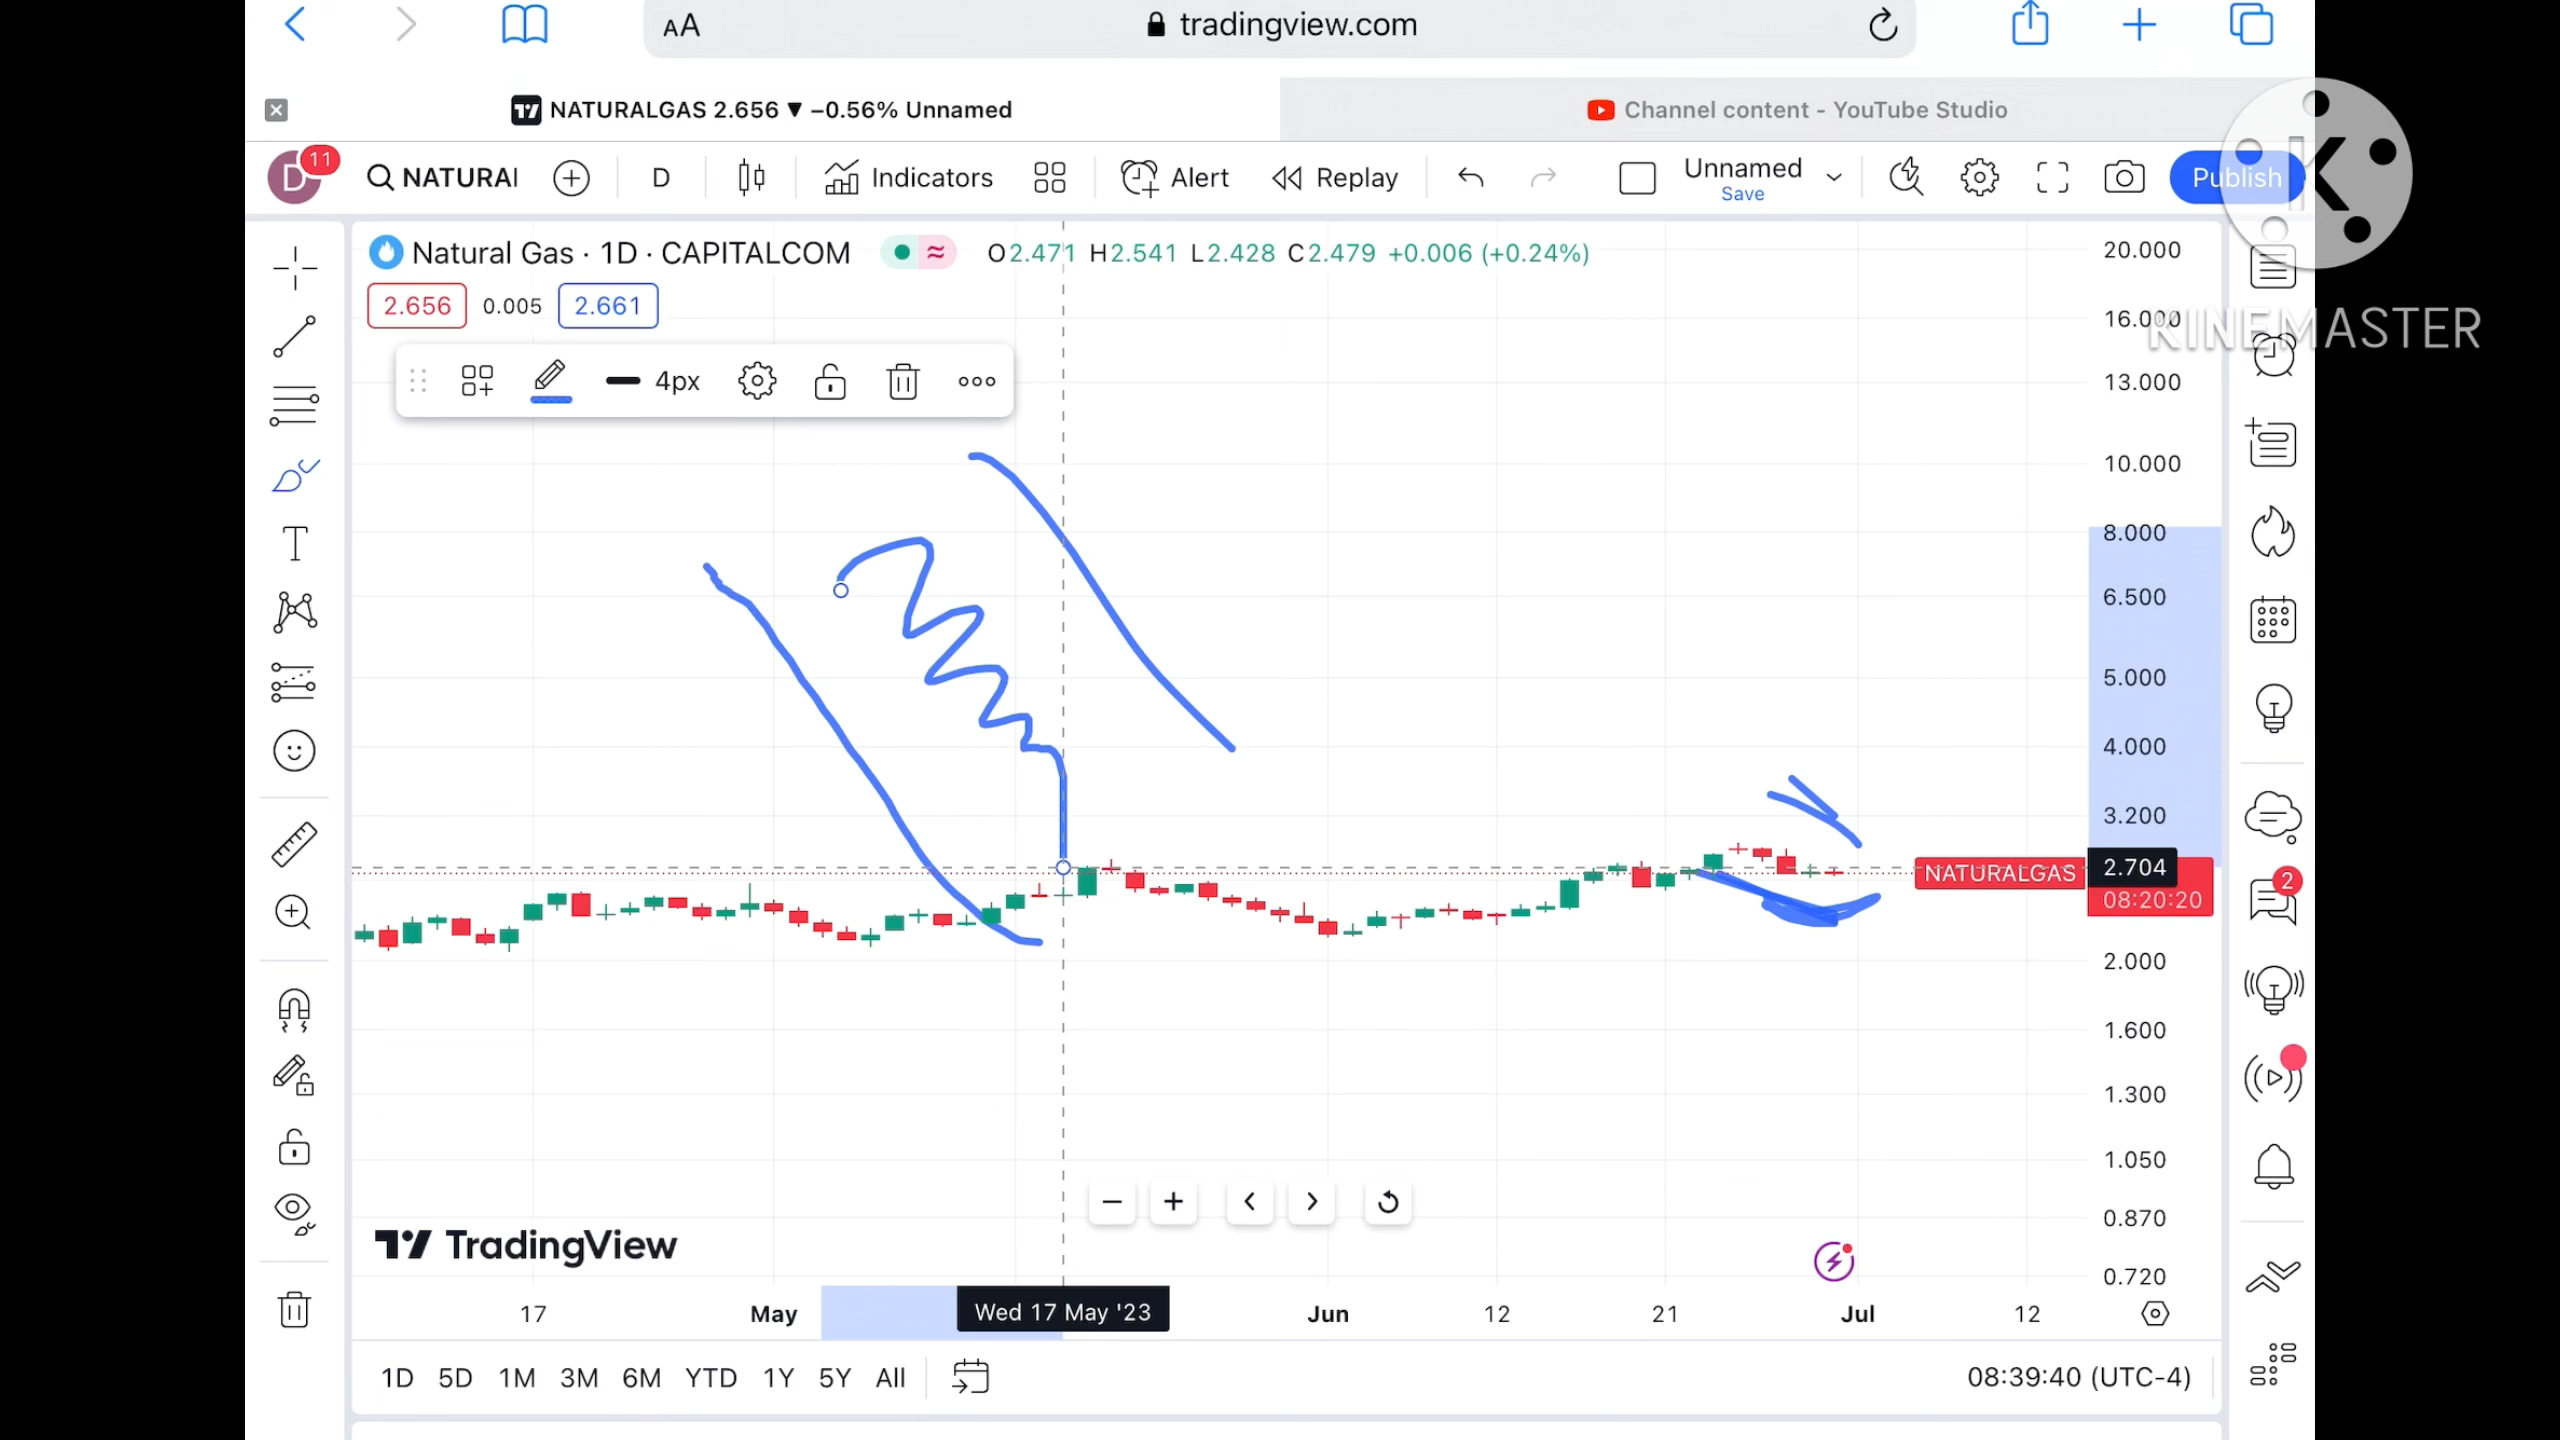 AA tradingview.com
NATURALGAS 2.656 ▼ −0.56% Unnamed
Channel content - YouTube Studio
D 11 NATURAI D Indicators Alert Replay Unnamed Save Publish
K
KINEMASTER
Natural Gas · 1D · CAPITALCOM O2.471 H2.541 L2.428 C2.479 +0.006 (+0.24%)
2.656 0.005 2.661
4px
T
20.000
16.000
13.000
10.000
8.000
6.500
5.000
4.000
3.200
NATURALGAS 2.704
08:20:20
2
2.000
1.600
1.300
1.050
0.870
0.720
TradingView
17 May Wed 17 May '23 Jun 12 21 Jul 12
1D 5D 1M 3M 6M YTD 1Y 5Y All 08:39:40 (UTC-4)